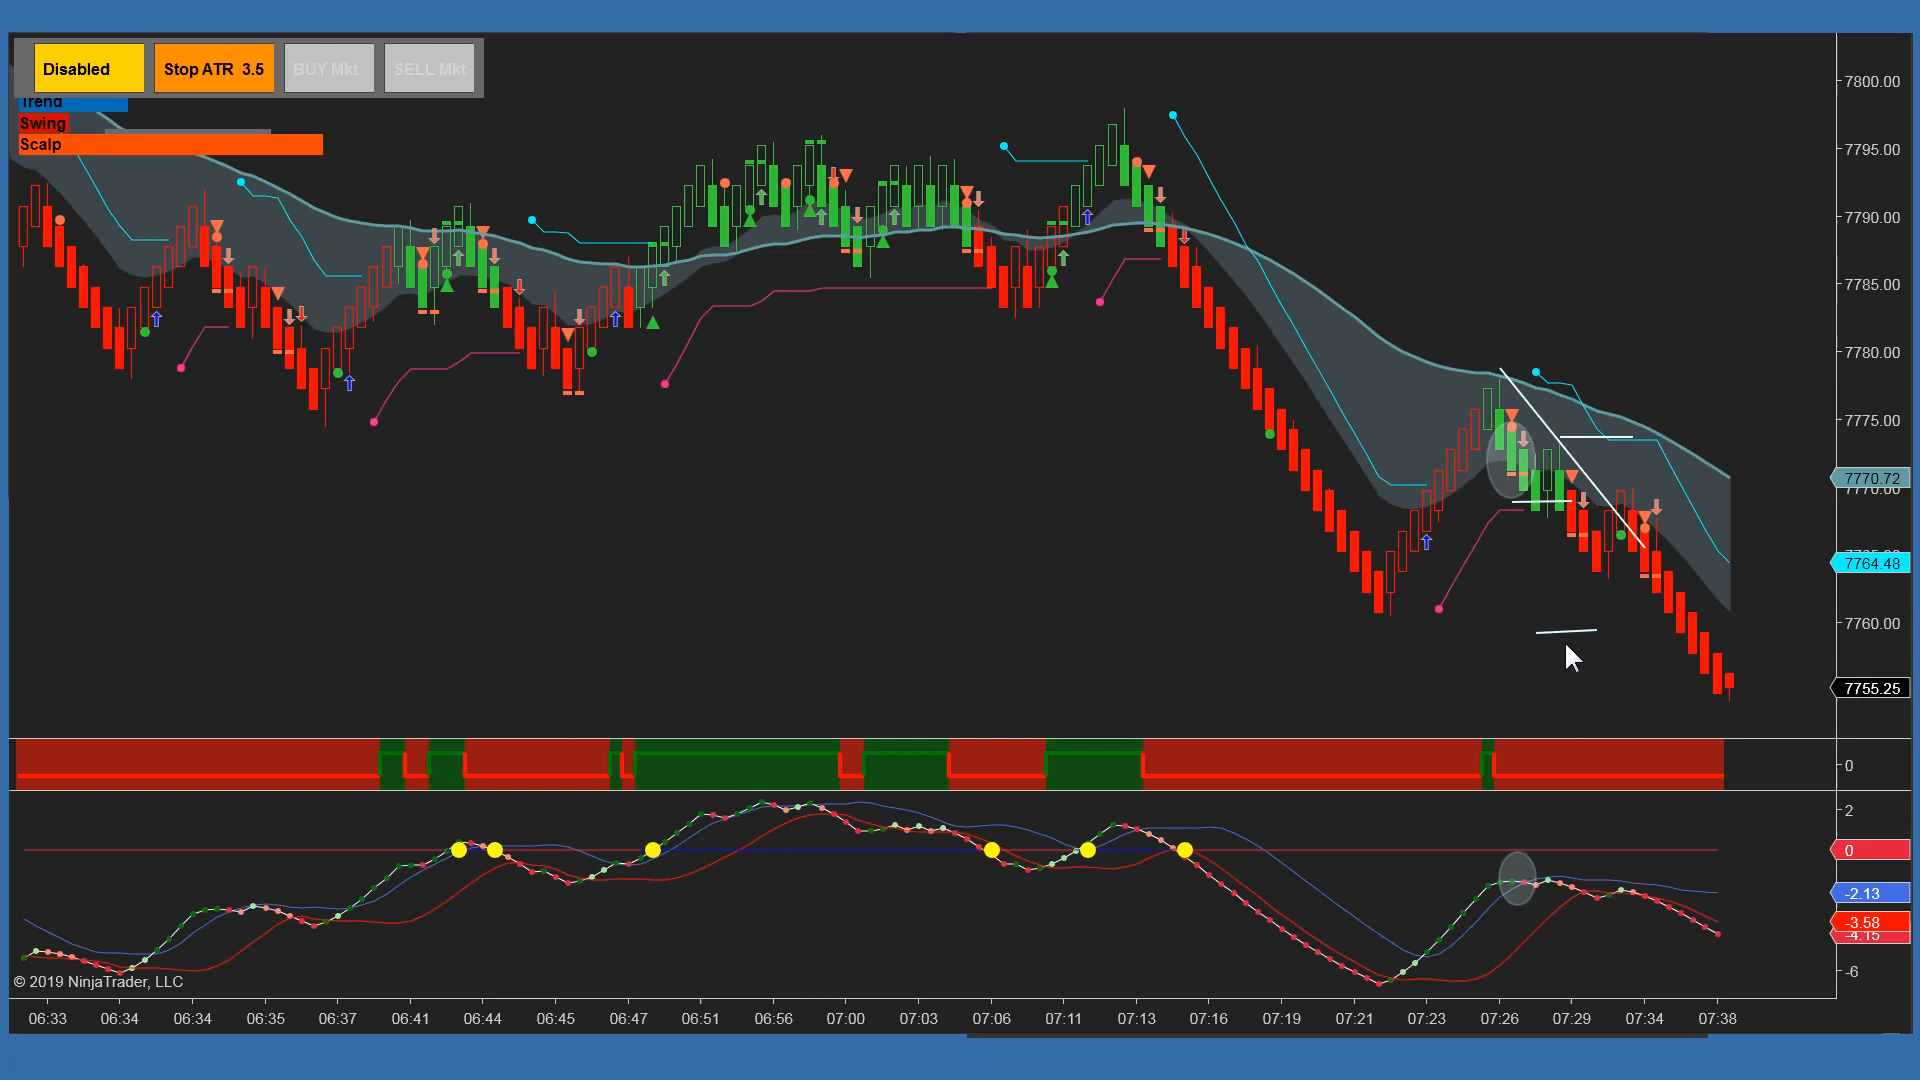 Disabled
Stop ATR 3.5
BUY Mkt
SELL Mkt
Trend
Swing
Scalp
7800.00
7795.00
7790.00
7785.00
7780.00
7775.00
7770.72
7770.00
7764.48
7760.00
7755.25
0
2
0
-2.13
-3.58
-4.15
-6
© 2019 NinjaTrader, LLC
06:33 06:34 06:34 06:35 06:37 06:41 06:44 06:45 06:47 06:51 06:56 07:00 07:03 07:06 07:11 07:13 07:16 07:19 07:21 07:23 07:26 07:29 07:34 07:38